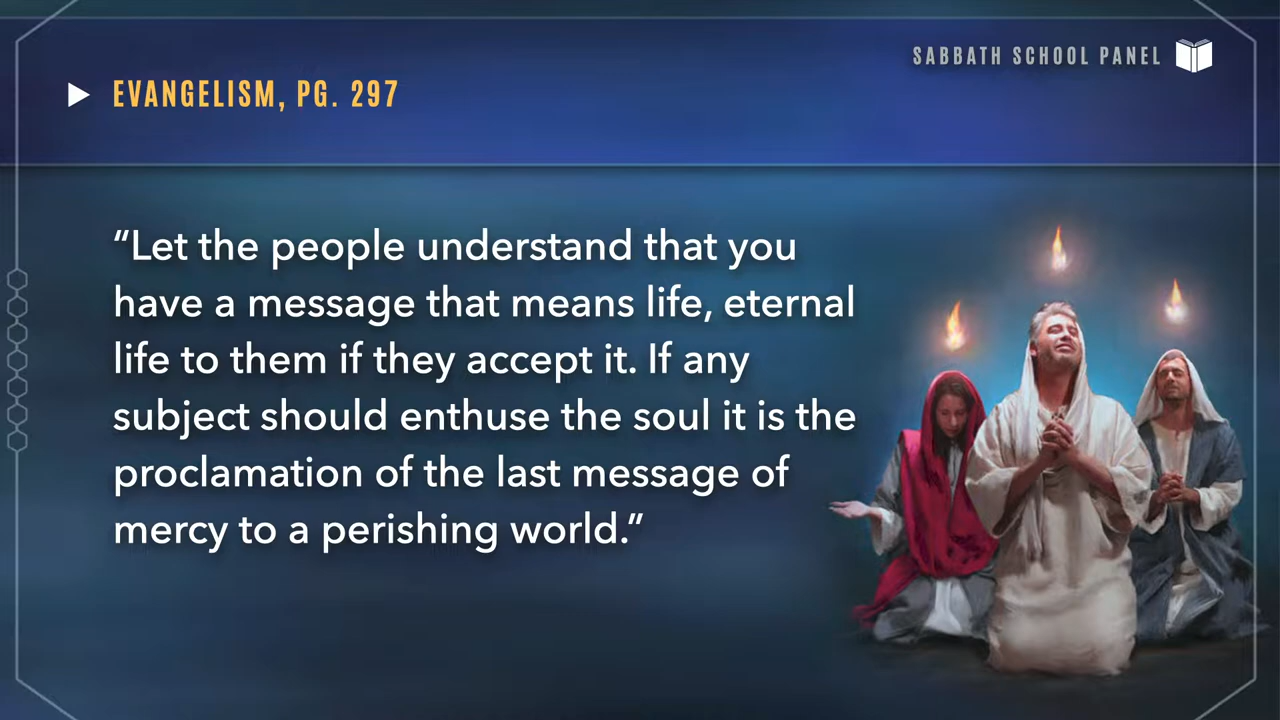 SABBATH SCHOOL PANEL
EVANGELISM, PG. 297
“Let the people understand that you
have a message that means life, eternal
life to them if they accept it. If any
subject should enthuse the soul it is the
proclamation of the last message of
mercy to a perishing world.”